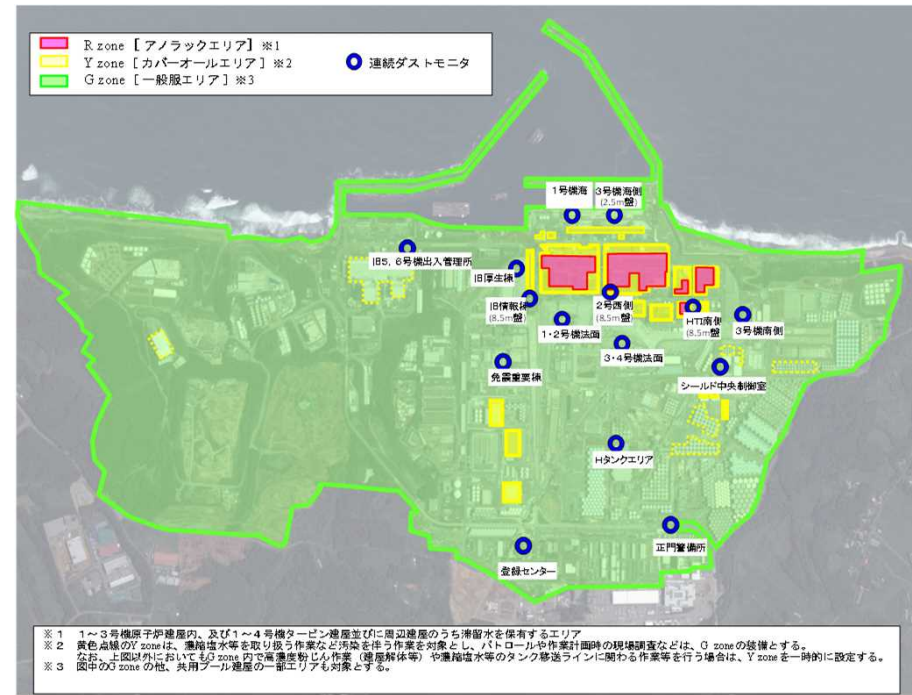 R zone [アノラックエリア] ※1
Y zone [カバーオールエリア] ※2
G zone [一般服エリア] ※3
連続ダストモニタ
1号機海
3号機海側
(2.5m盤)
旧5,6号機出入管理所
旧厚生棟
旧情報棟
(8.5m盤)
2号西側
(8.5m盤)
HTI南側
(8.5m盤)
3号機南側
1・2号機法面
3・4号機法面
免震重要棟
シールド中央制御室
Hタンクエリア
正門警備所
登録センター
※1 1～3号機原子炉建屋内、及び1～4号機タービン建屋並びに周辺建屋のうち滞留水を保有するエリア
※2 黄色点線のY zoneは、濃縮塩水等を取り扱う作業など汚染を伴う作業を対象とし、パトロールや作業計画時の現場調査などは、G zoneの装備とする。
なお、上図以外においてもG zone内で高濃度粉じん作業（建屋解体等）や濃縮塩水等のタンク移送ラインに関わる作業等を行う場合は、Y zoneを一時的に設定する。
※3 図中のG zoneの他、共用プール建屋の一部エリアも対象とする。